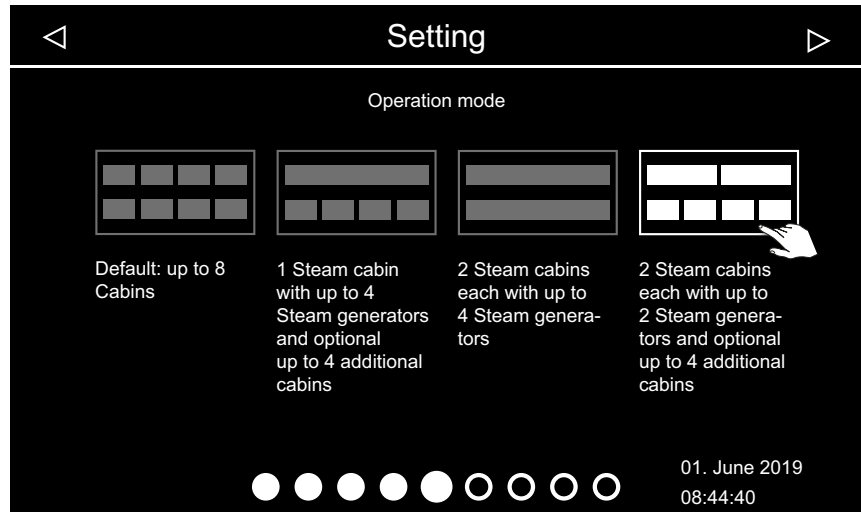 Setting
Operation mode
Default: up to 8
Cabins
1 Steam cabin
with up to 4
Steam generators
and optional
up to 4 additional
cabins
2 Steam cabins
each with up to
4 Steam genera-
tors
2 Steam cabins
each with up to
2 Steam genera-
tors and optional
up to 4 additional
cabins
01. June 2019
08:44:40